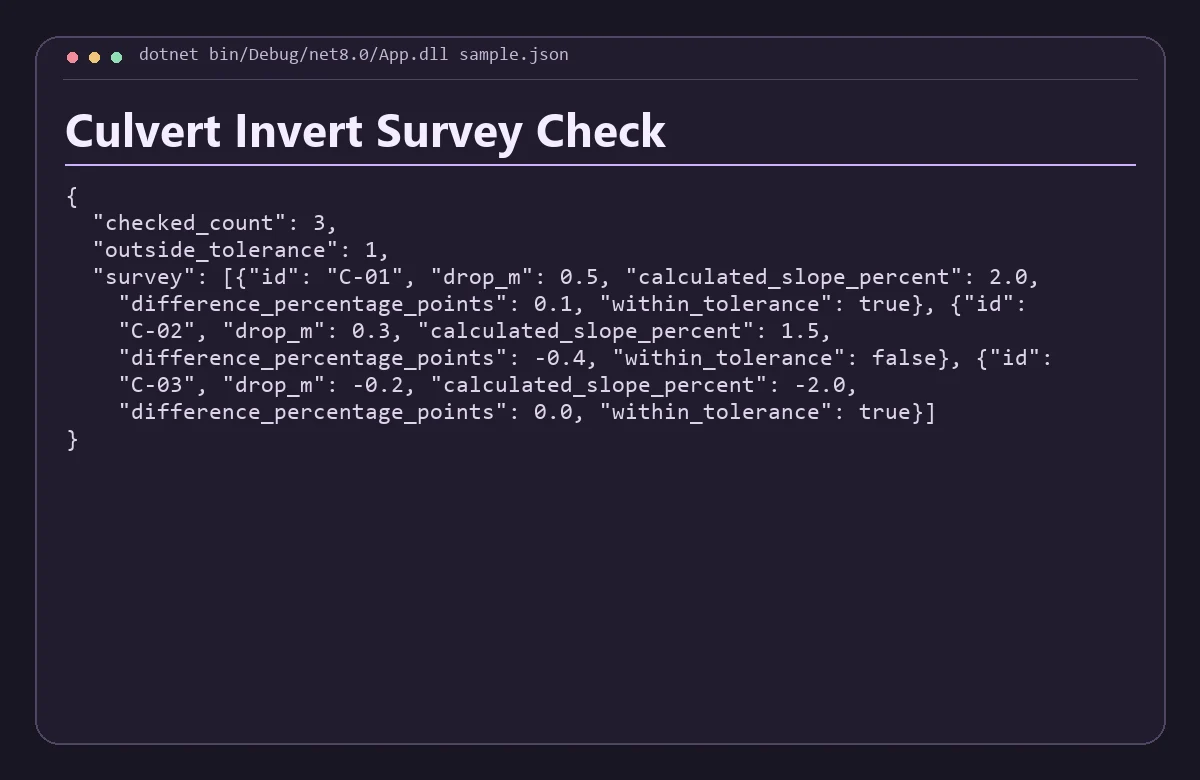 dotnet bin/Debug/net8.0/App.dll sample.json
Culvert Invert Survey Check
{
  "checked_count": 3,
  "outside_tolerance": 1,
  "survey": [{"id": "C-01", "drop_m": 0.5, "calculated_slope_percent": 2.0,
    "difference_percentage_points": 0.1, "within_tolerance": true}, {"id":
    "C-02", "drop_m": 0.3, "calculated_slope_percent": 1.5,
    "difference_percentage_points": -0.4, "within_tolerance": false}, {"id":
    "C-03", "drop_m": -0.2, "calculated_slope_percent": -2.0,
    "difference_percentage_points": 0.0, "within_tolerance": true}]
}